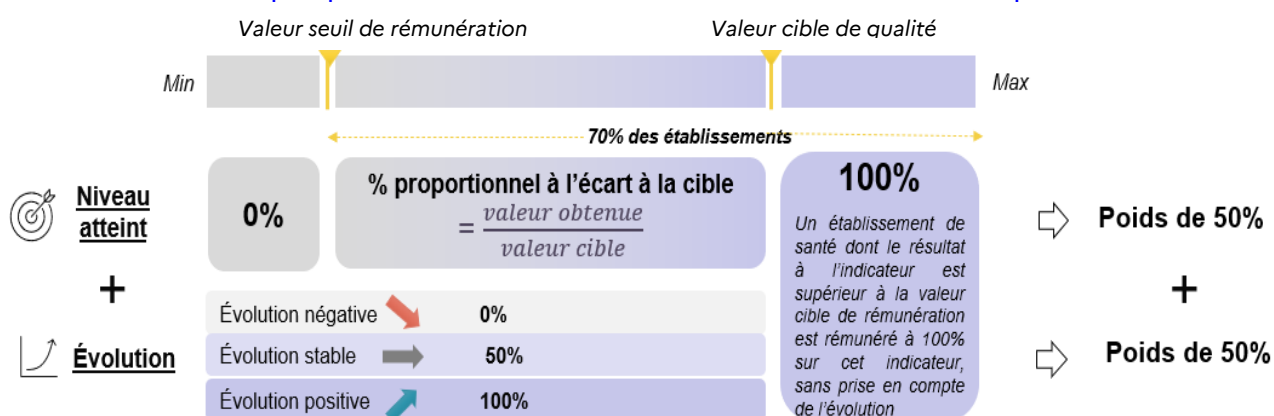 Valeur seuil de rémunération
Valeur cible de qualité
Min
Max
70% des établissements
Niveau
atteint
0%
% proportionnel à l'écart à la cible
= valeur obtenue
valeur cible
100%
Un établissement de
santé dont le résultat
à l'indicateur est
supérieur à la valeur
cible de rémunération
est rémunéré à 100%
sur cet indicateur,
sans prise en compte
de l'évolution
Poids de 50%
+
+
Évolution
Évolution négative 0%
Évolution stable 50%
Évolution positive 100%
Poids de 50%